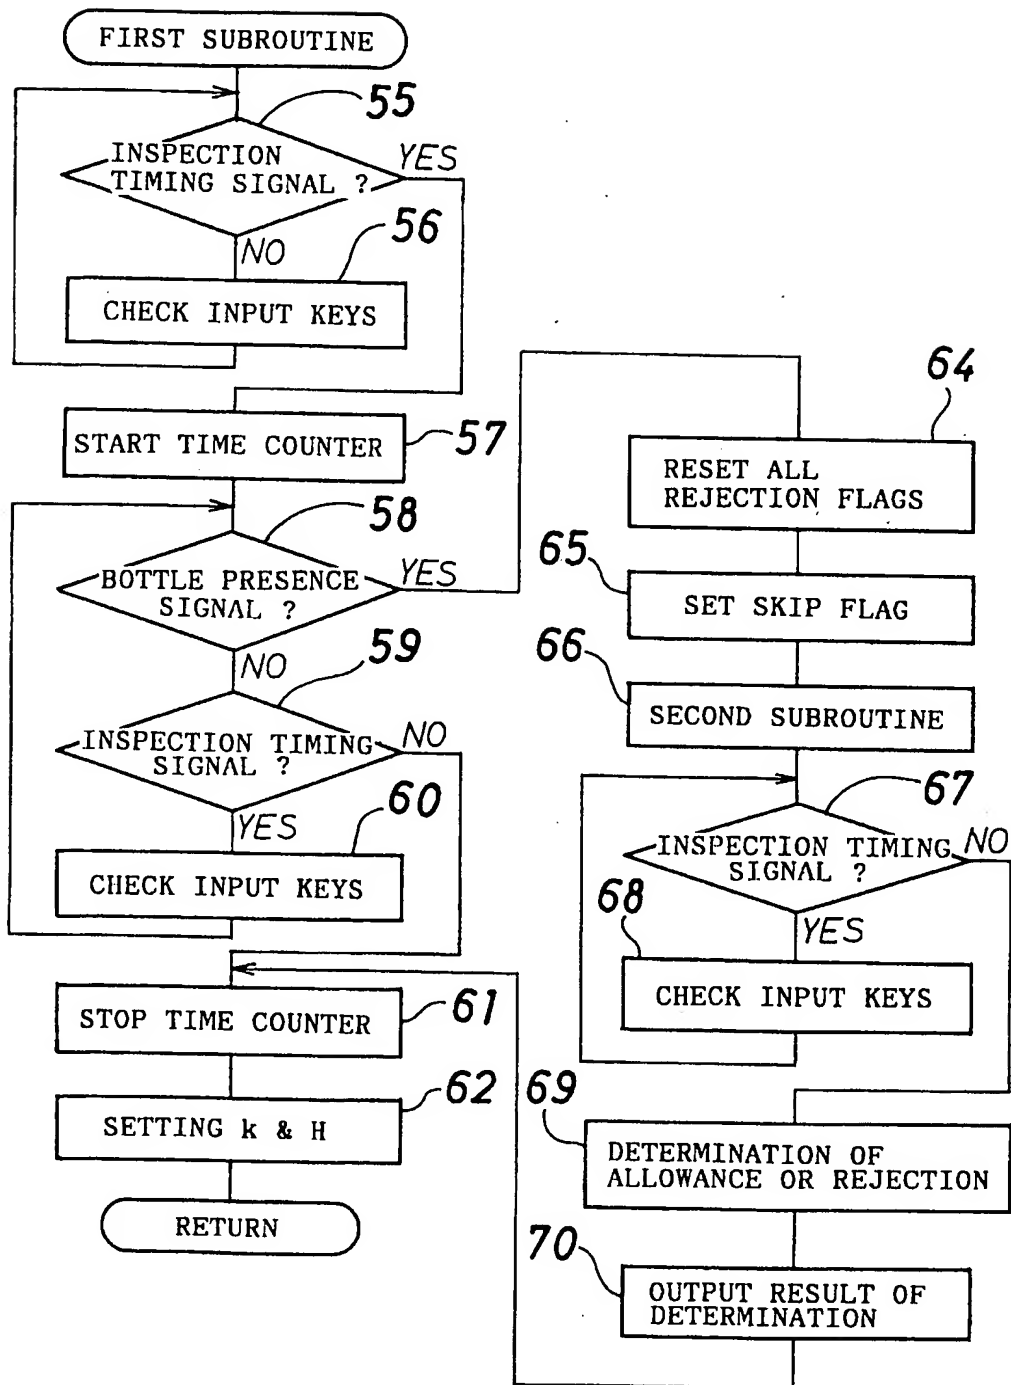 FIRST SUBROUTINE
55
INSPECTION
TIMING SIGNAL ?
YES
NO
56
CHECK INPUT KEYS
START TIME COUNTER
57
58
BOTTLE PRESENCE
SIGNAL ?
YES
NO
59
INSPECTION TIMING
SIGNAL ?
NO
YES
60
CHECK INPUT KEYS
STOP TIME COUNTER
61
SETTING k & H
62
RETURN
64
RESET ALL
REJECTION FLAGS
65
SET SKIP FLAG
66
SECOND SUBROUTINE
67
INSPECTION TIMING
SIGNAL ?
NO
YES
68
CHECK INPUT KEYS
69
DETERMINATION OF
ALLOWANCE OR REJECTION
70
OUTPUT RESULT OF
DETERMINATION